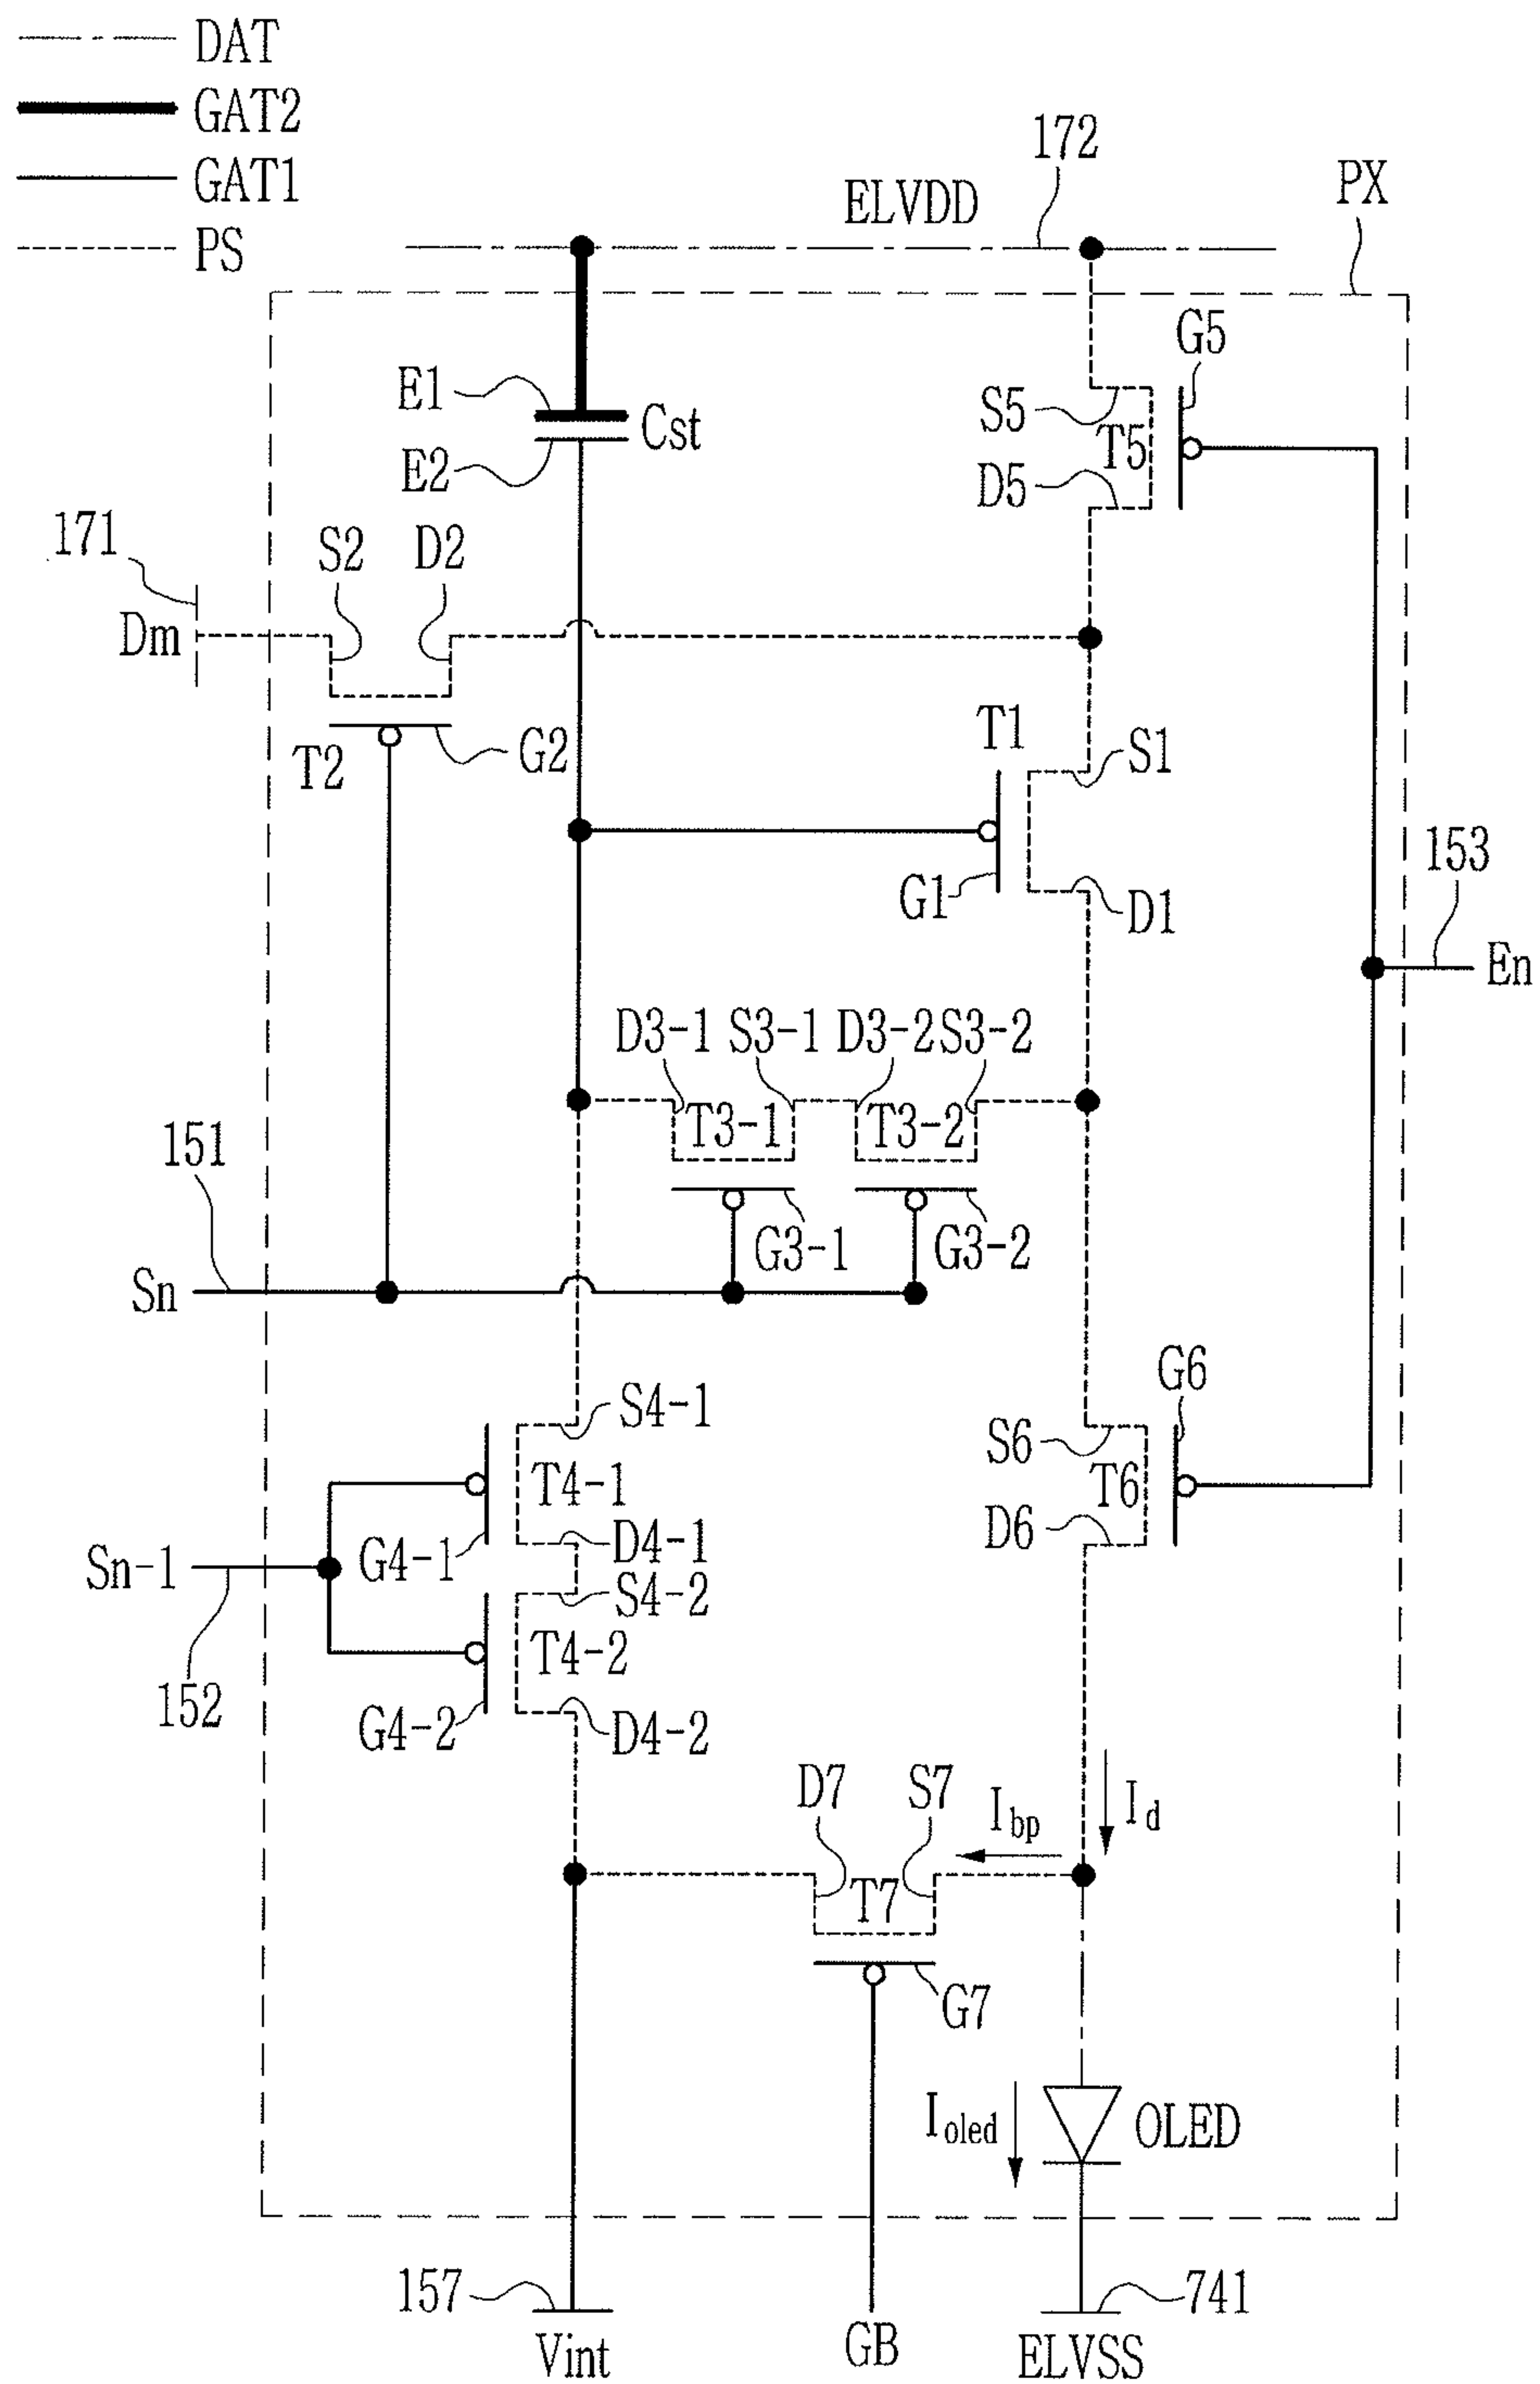 DAT
GAT2
GAT1
PS
172
ELVDD
PX
G5
E1
S5
Cst
T5
E2
D5
171
S2
D2
Dm
T1
S1
G2
T2
153
G1
D1
En
D3-1
S3-1
D3-2
S3-2
T3-1
T3-2
151
G3-1
G3-2
Sn
G6
S4-1
S6
T4-1
T6
D4-1
D6
G4-1
Sn-1
S4-2
T4-2
152
G4-2
D4-2
D7
S7
Ibp
Id
T7
G7
Ioled
OLED
157
741
Vint
GB
ELVSS